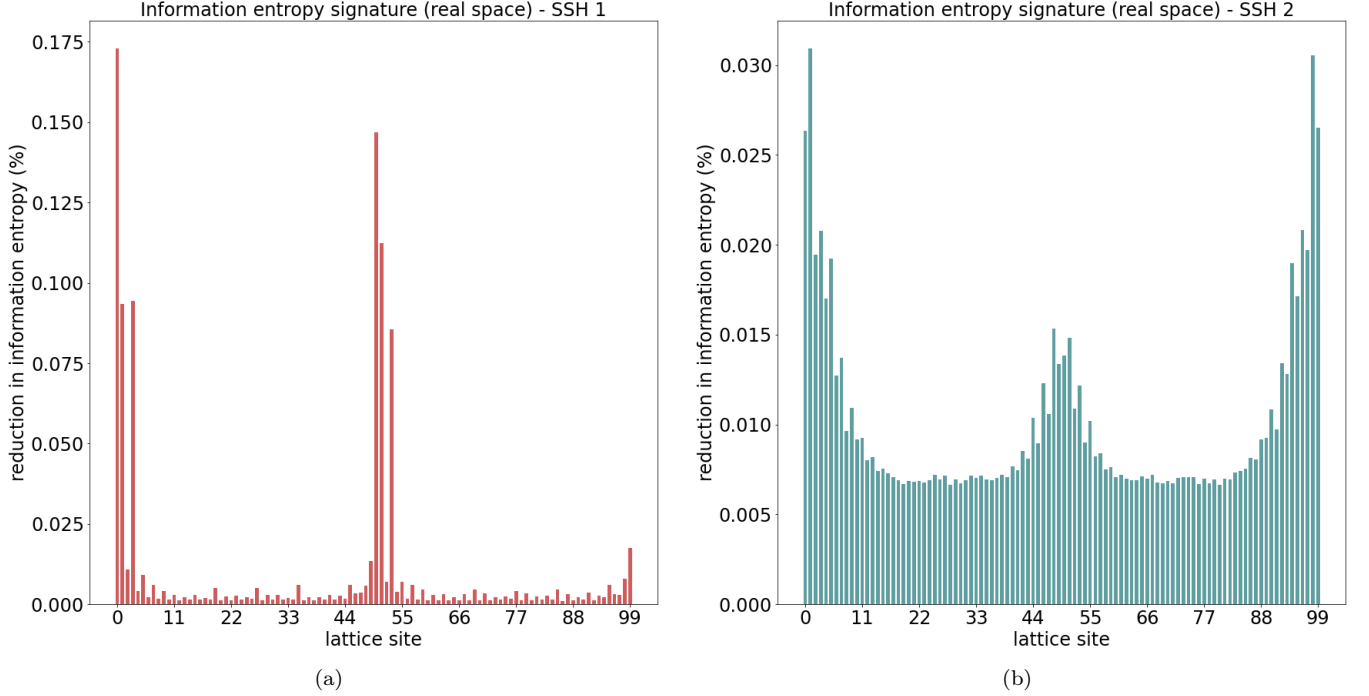 Information entropy signature (real space) - SSH 1
0.175
0.150
0.125
0.100
0.075
0.050
0.025
0.000
reduction in information entropy (%)
0 11 22 33 44 55 66 77 88 99
lattice site
(a)
Information entropy signature (real space) - SSH 2
0.030
0.025
0.020
0.015
0.010
0.005
0.000
reduction in information entropy (%)
0 11 22 33 44 55 66 77 88 99
lattice site
(b)